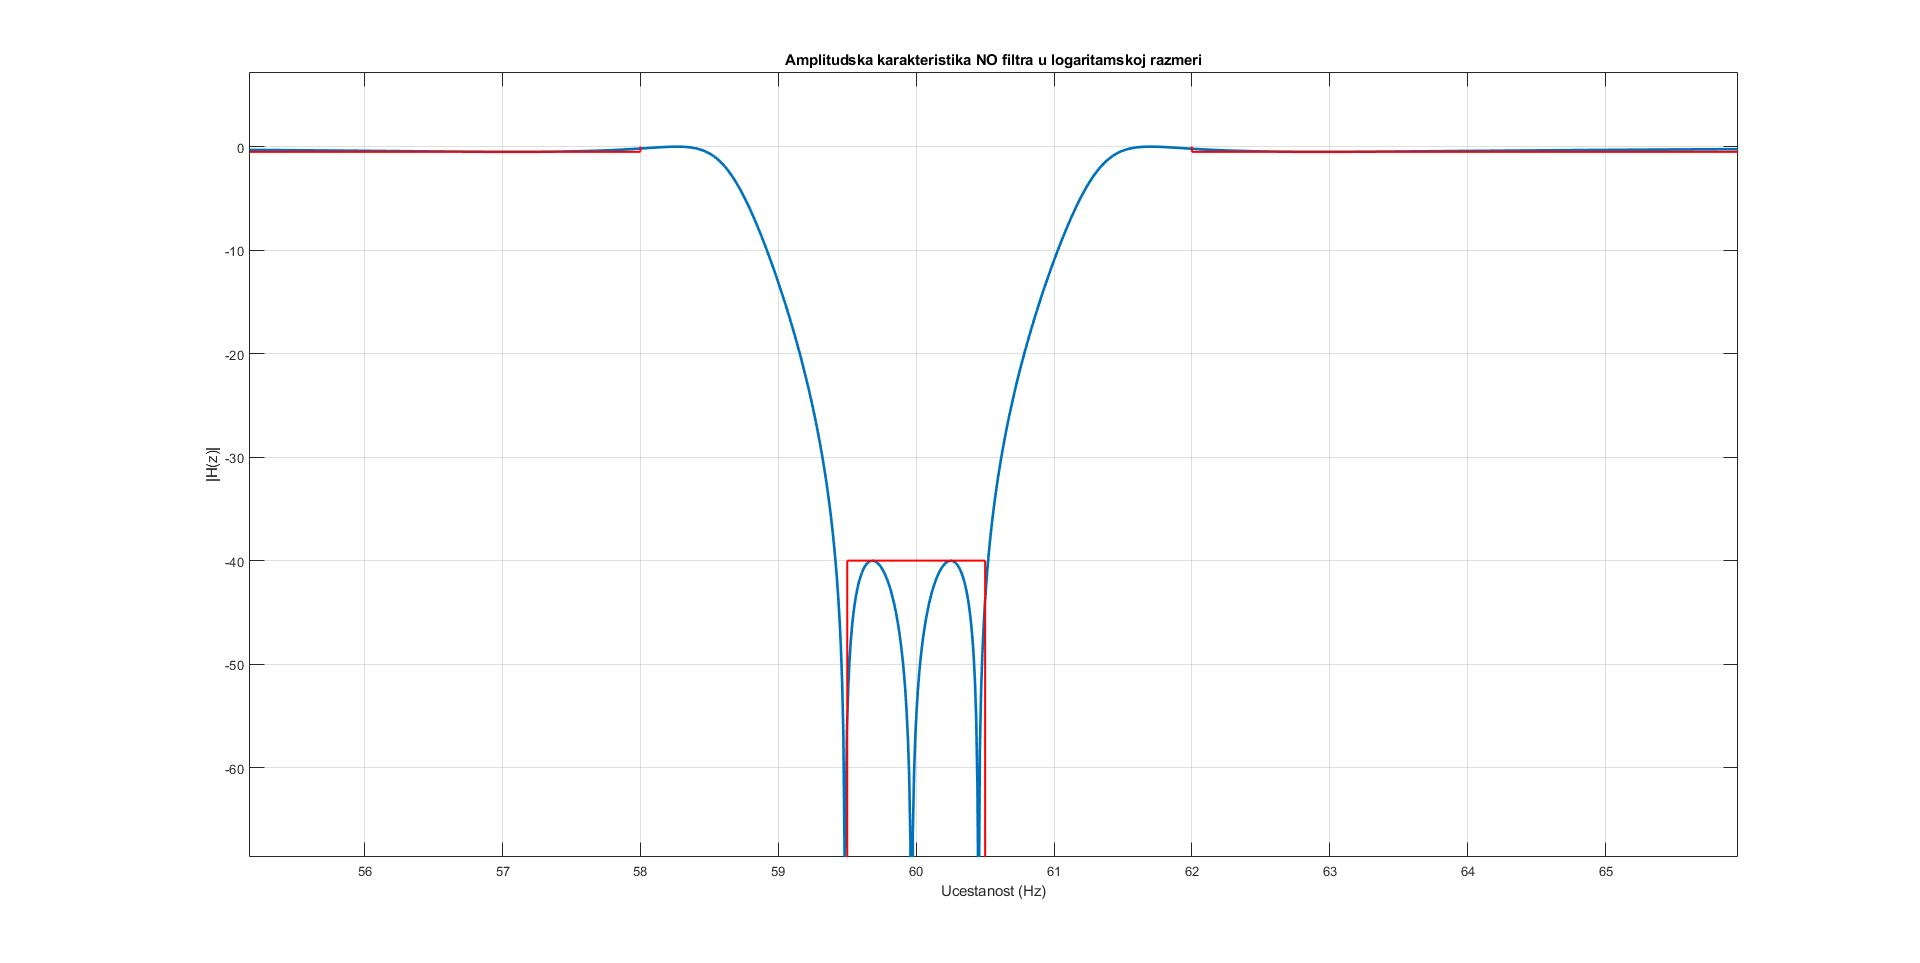 Amplitudska karakteristika NO filtra u logaritamskoj razmeri
0
-10
-20
-30
-40
-50
-60
|H(z)|
56 57 58 59 60 61 62 63 64 65
Ucestanost (Hz)